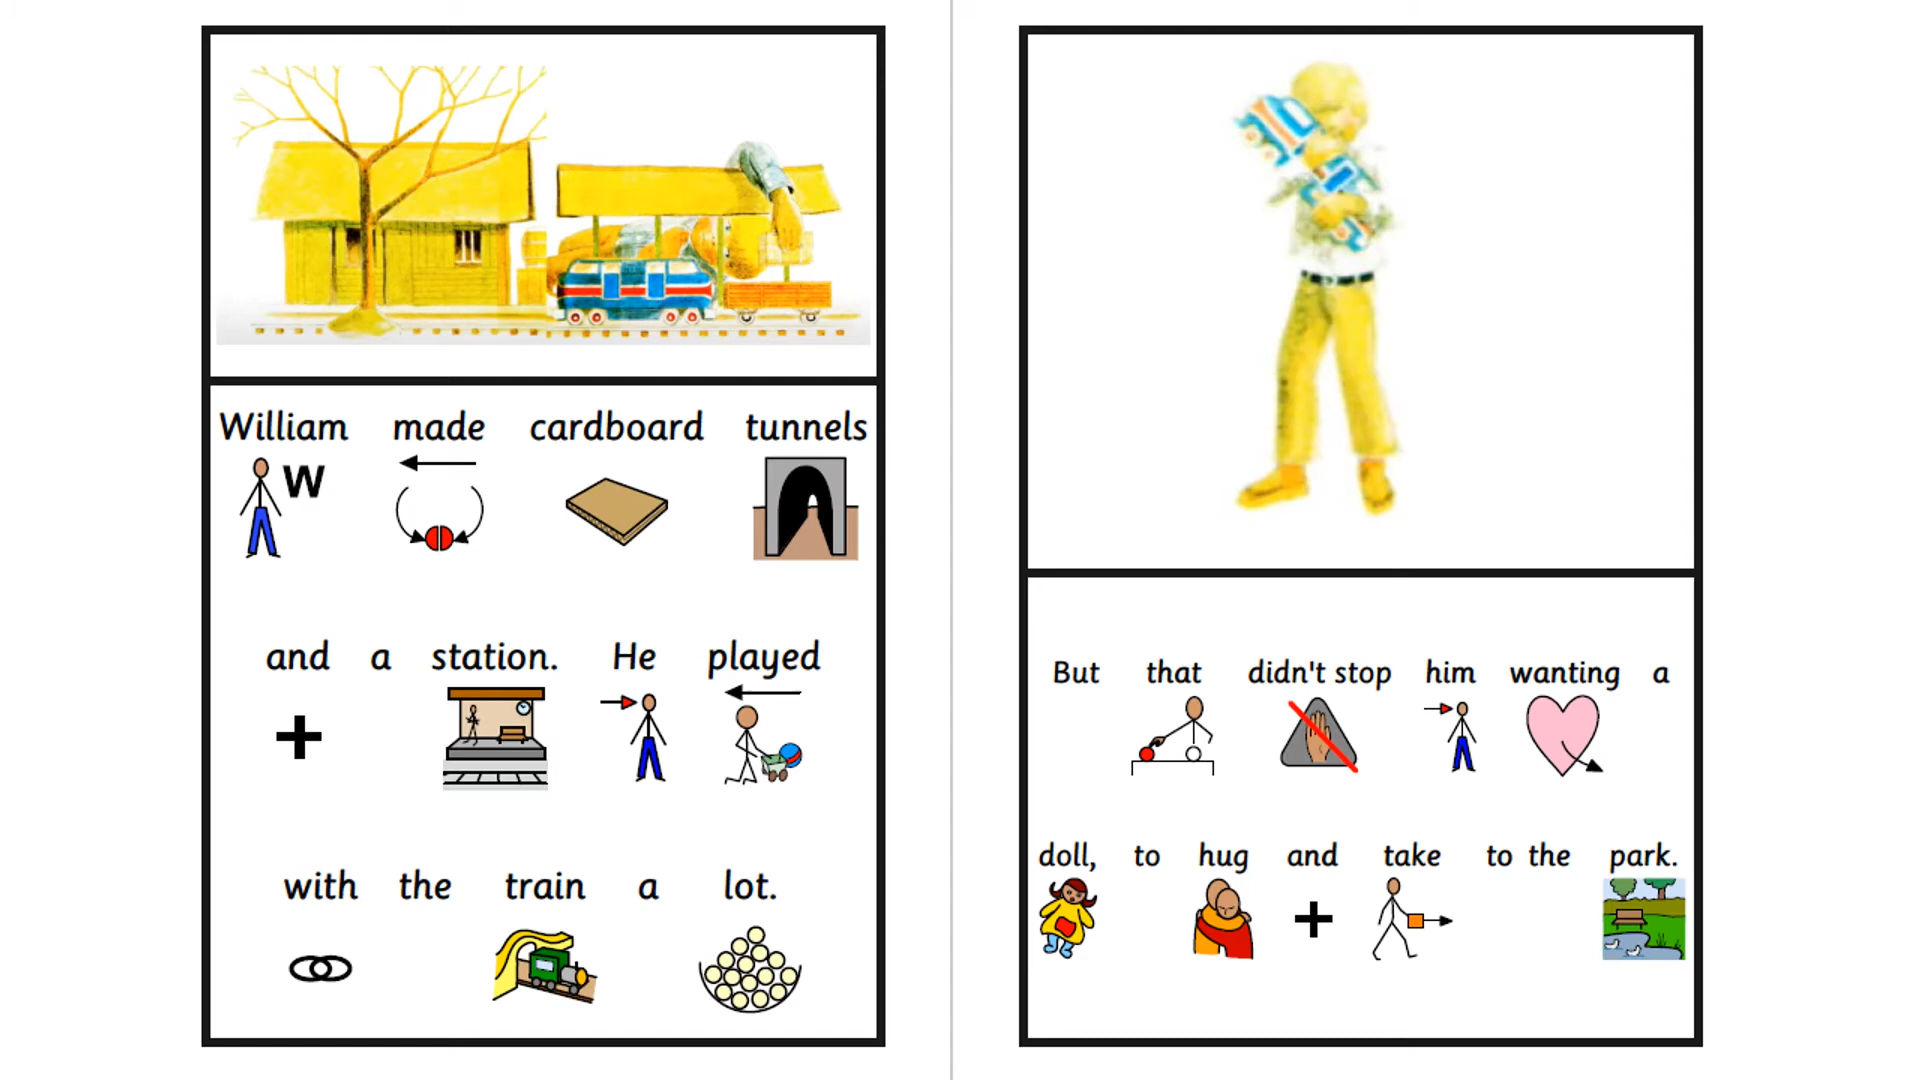 William made cardboard tunnels
W
and a station. He played
with the train a lot.
But that didn't stop him wanting a
doll, to hug and take to the park.